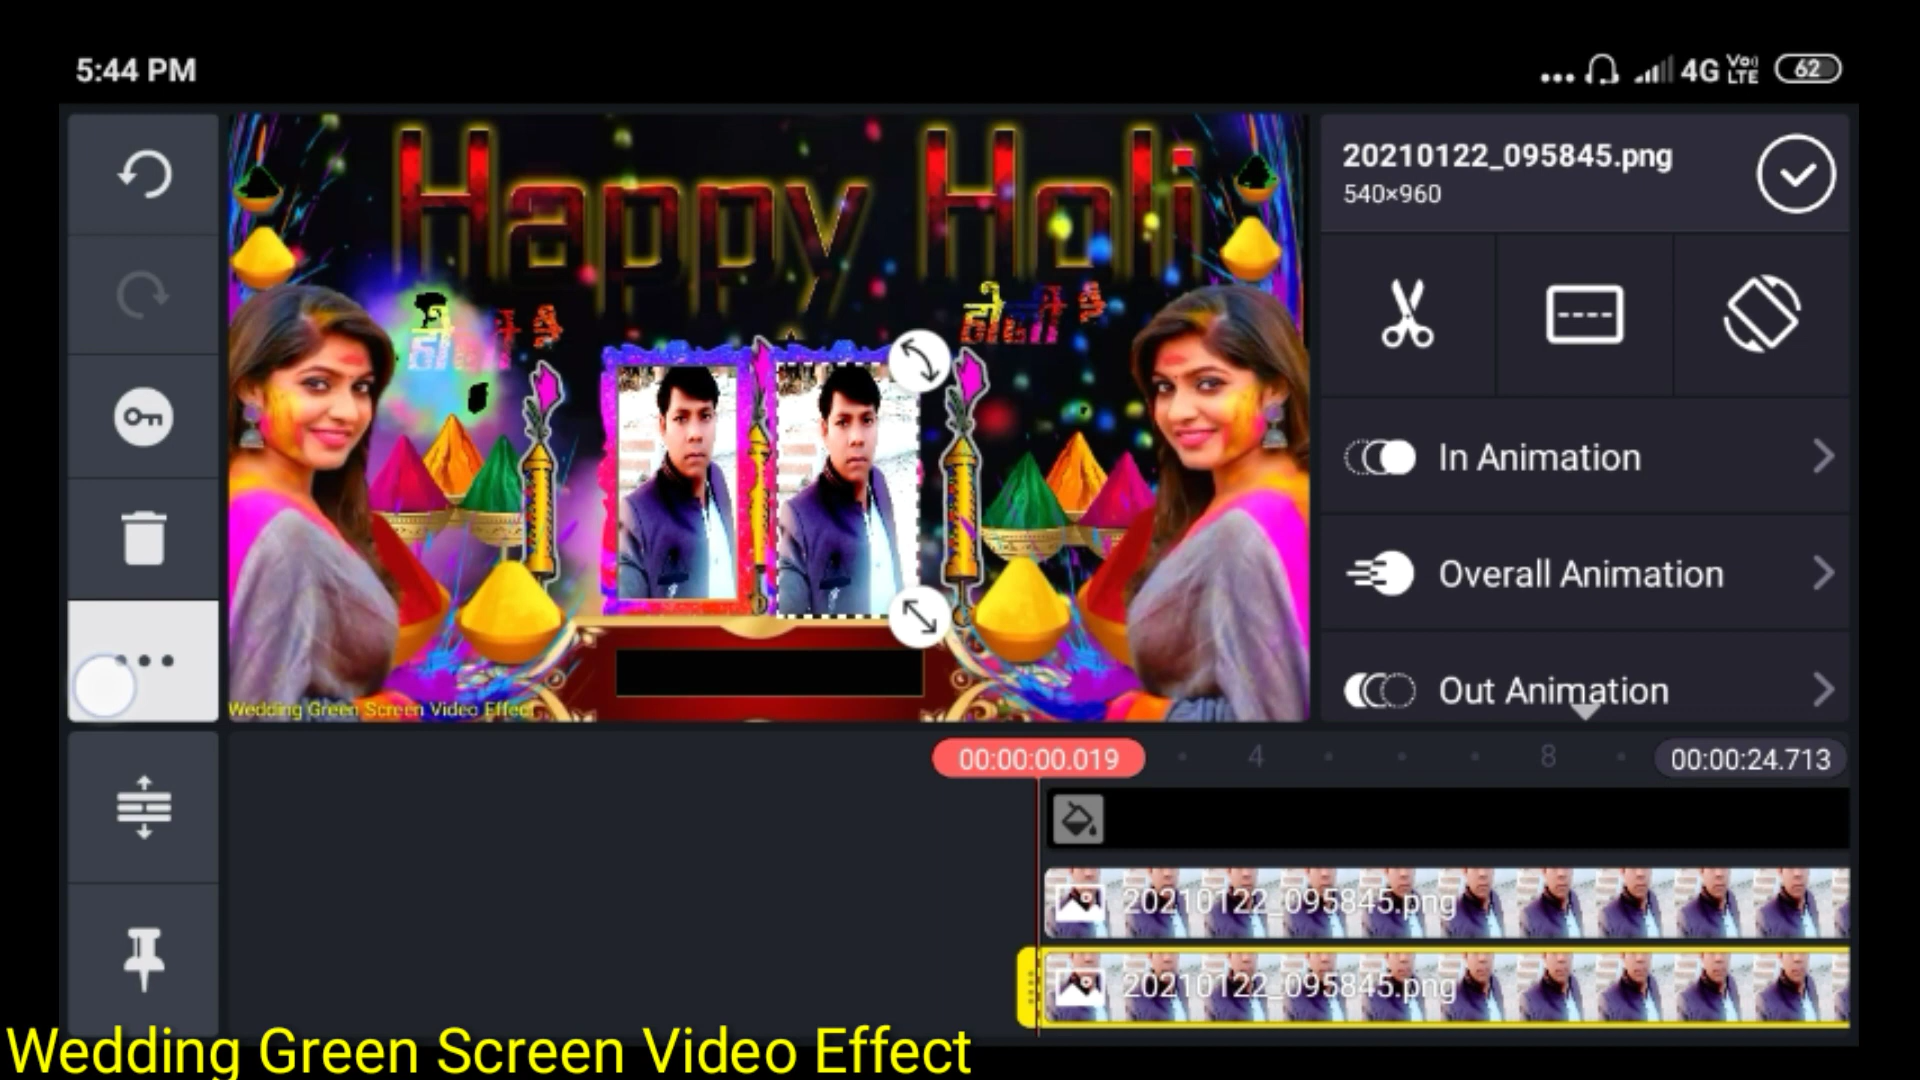 5:44 PM
4G Vo) LTE 62
Happy Holi
20210122_095845.png
540×960
In Animation
Overall Animation
Out Animation
Wedding Green Screen Video Effect
00:00:00.019
4
8
00:00:24.713
20210122_095845.png
20210122_095845.png
Wedding Green Screen Video Effect